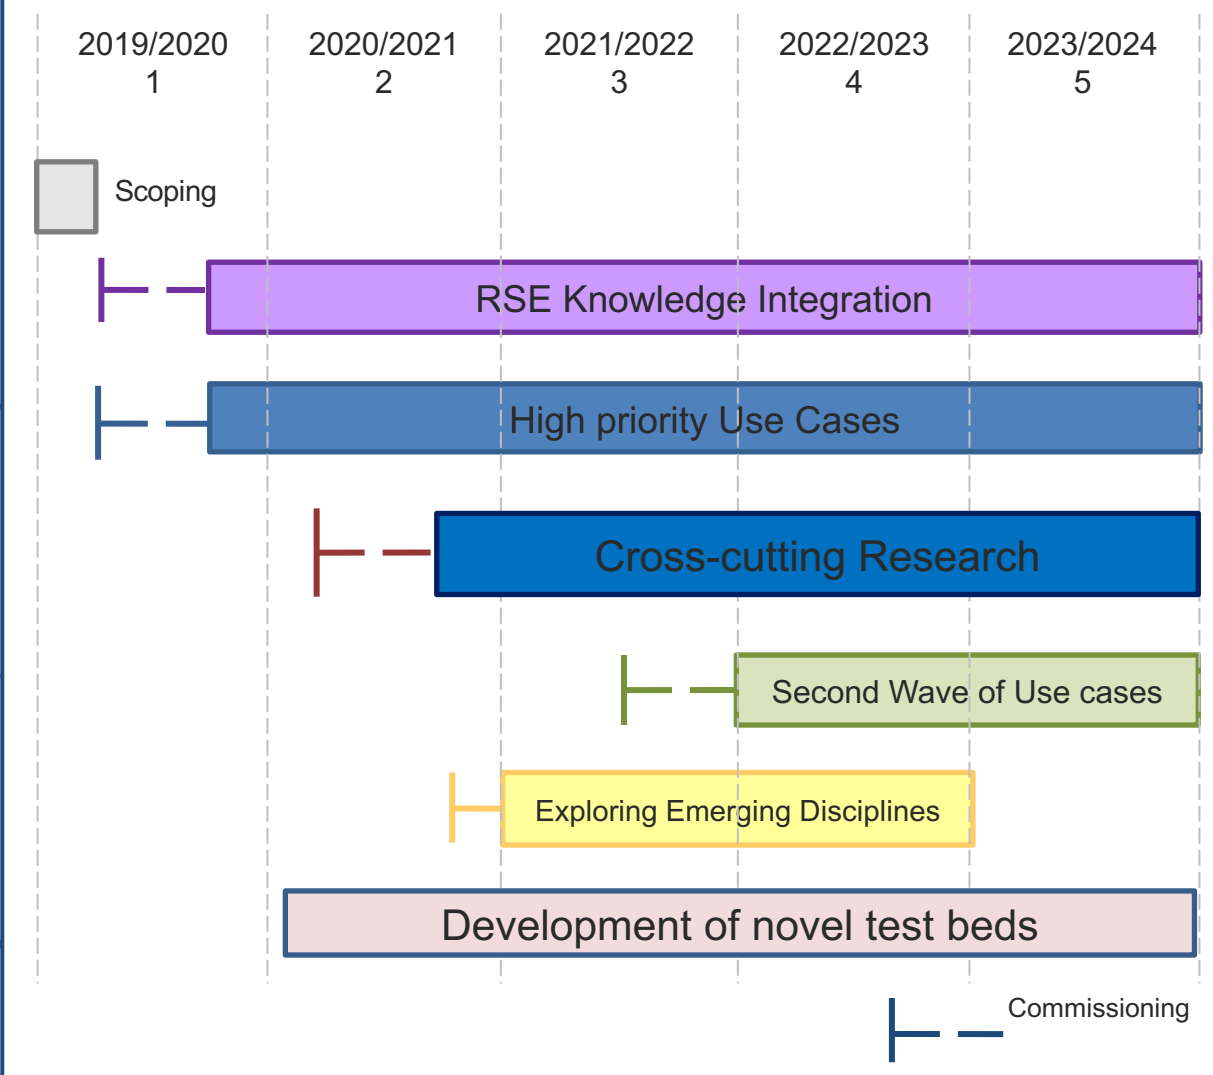 2019/2020 2020/2021 2021/2022 2022/2023 2023/2024
1 2 3 4 5
Scoping
RSE Knowledge Integration
High priority Use Cases
Cross-cutting Research
Second Wave of Use cases
Exploring Emerging Disciplines
Development of novel test beds
Commissioning